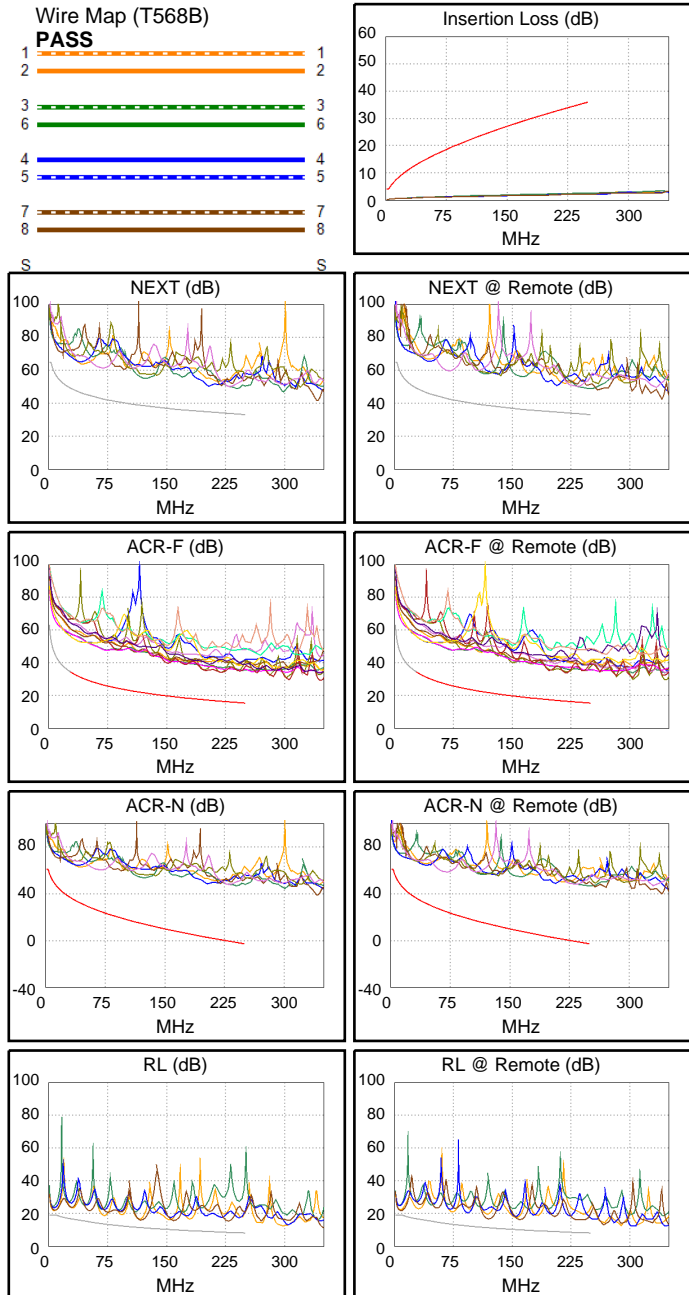 Wire Map (T568B)
PASS
1 1
2 2
3 3
6 6
4 4
5 5
7 7
8 8
S S
Insertion Loss (dB)
60
50
40
30
20
10
0
0 75 150 225 300
MHz
NEXT (dB)
100
80
60
40
20
0
0 75 150 225 300
MHz
NEXT @ Remote (dB)
100
80
60
40
20
0
0 75 150 225 300
MHz
ACR-F (dB)
100
80
60
40
20
0
0 75 150 225 300
MHz
ACR-F @ Remote (dB)
100
80
60
40
20
0
0 75 150 225 300
MHz
ACR-N (dB)
80
40
0
-40
0 75 150 225 300
MHz
ACR-N @ Remote (dB)
80
40
0
-40
0 75 150 225 300
MHz
RL (dB)
100
80
60
40
20
0
0 75 150 225 300
MHz
RL @ Remote (dB)
100
80
60
40
20
0
0 75 150 225 300
MHz